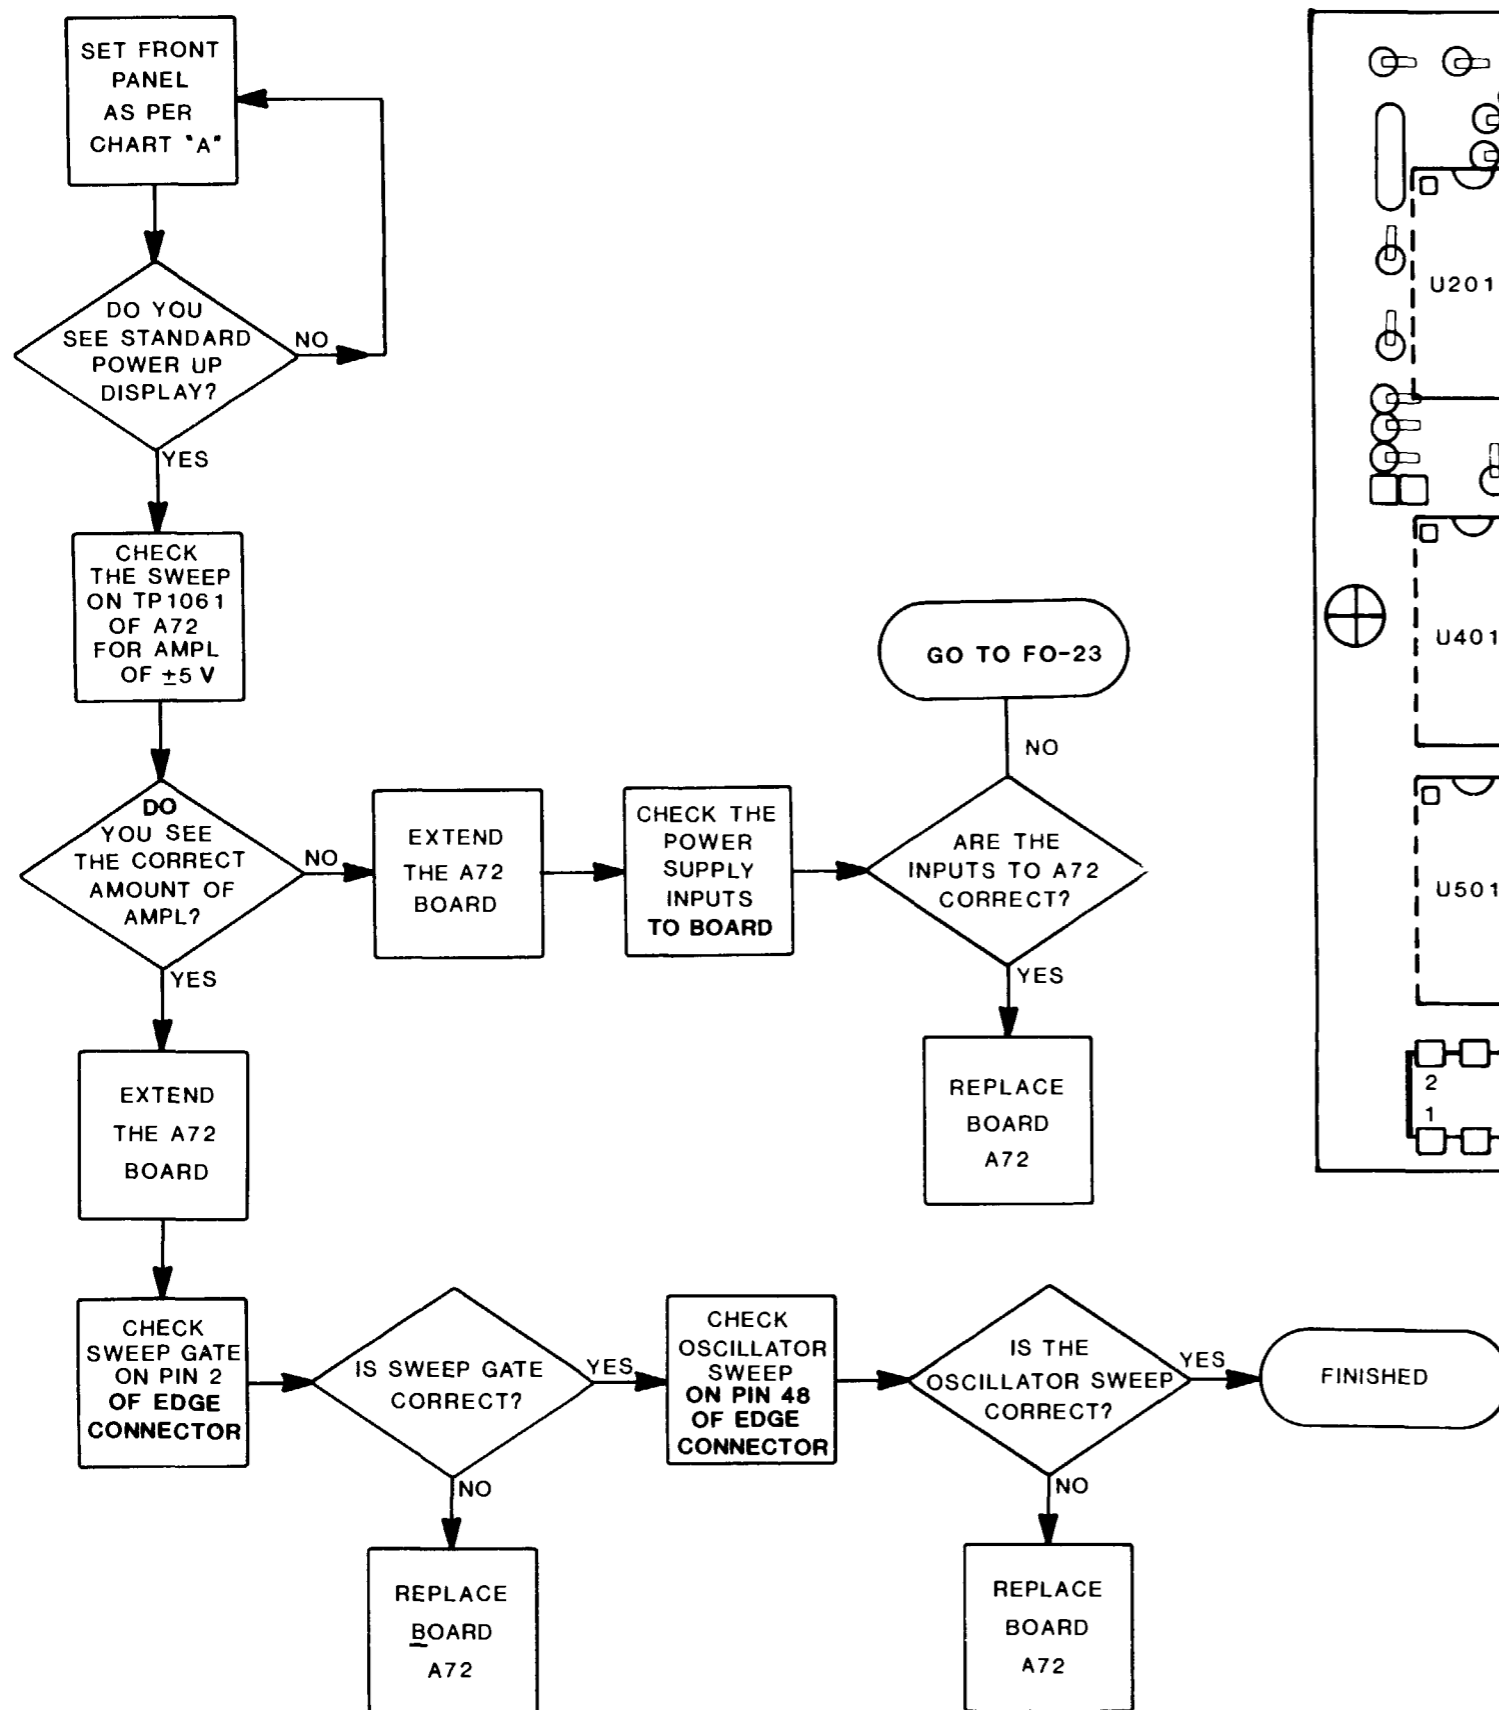 SET FRONT
PANEL
AS PER
CHART "A"
DO YOU
SEE STANDARD
POWER UP
DISPLAY?
NO
YES
CHECK
THE SWEEP
ON TP1061
OF A72
FOR AMPL
OF ±5 V
DO
YOU SEE
THE CORRECT
AMOUNT OF
AMPL?
NO
YES
EXTEND
THE A72
BOARD
CHECK THE
POWER
SUPPLY
INPUTS
TO BOARD
ARE THE
INPUTS TO A72
CORRECT?
NO
GO TO FO-23
YES
REPLACE
BOARD
A72
EXTEND
THE A72
BOARD
CHECK
SWEEP GATE
ON PIN 2
OF EDGE
CONNECTOR
IS SWEEP GATE
CORRECT?
YES
NO
REPLACE
BOARD
A72
CHECK
OSCILLATOR
SWEEP
ON PIN 48
OF EDGE
CONNECTOR
IS THE
OSCILLATOR SWEEP
CORRECT?
YES
FINISHED
NO
REPLACE
BOARD
A72
U201
U401
U501
2
1